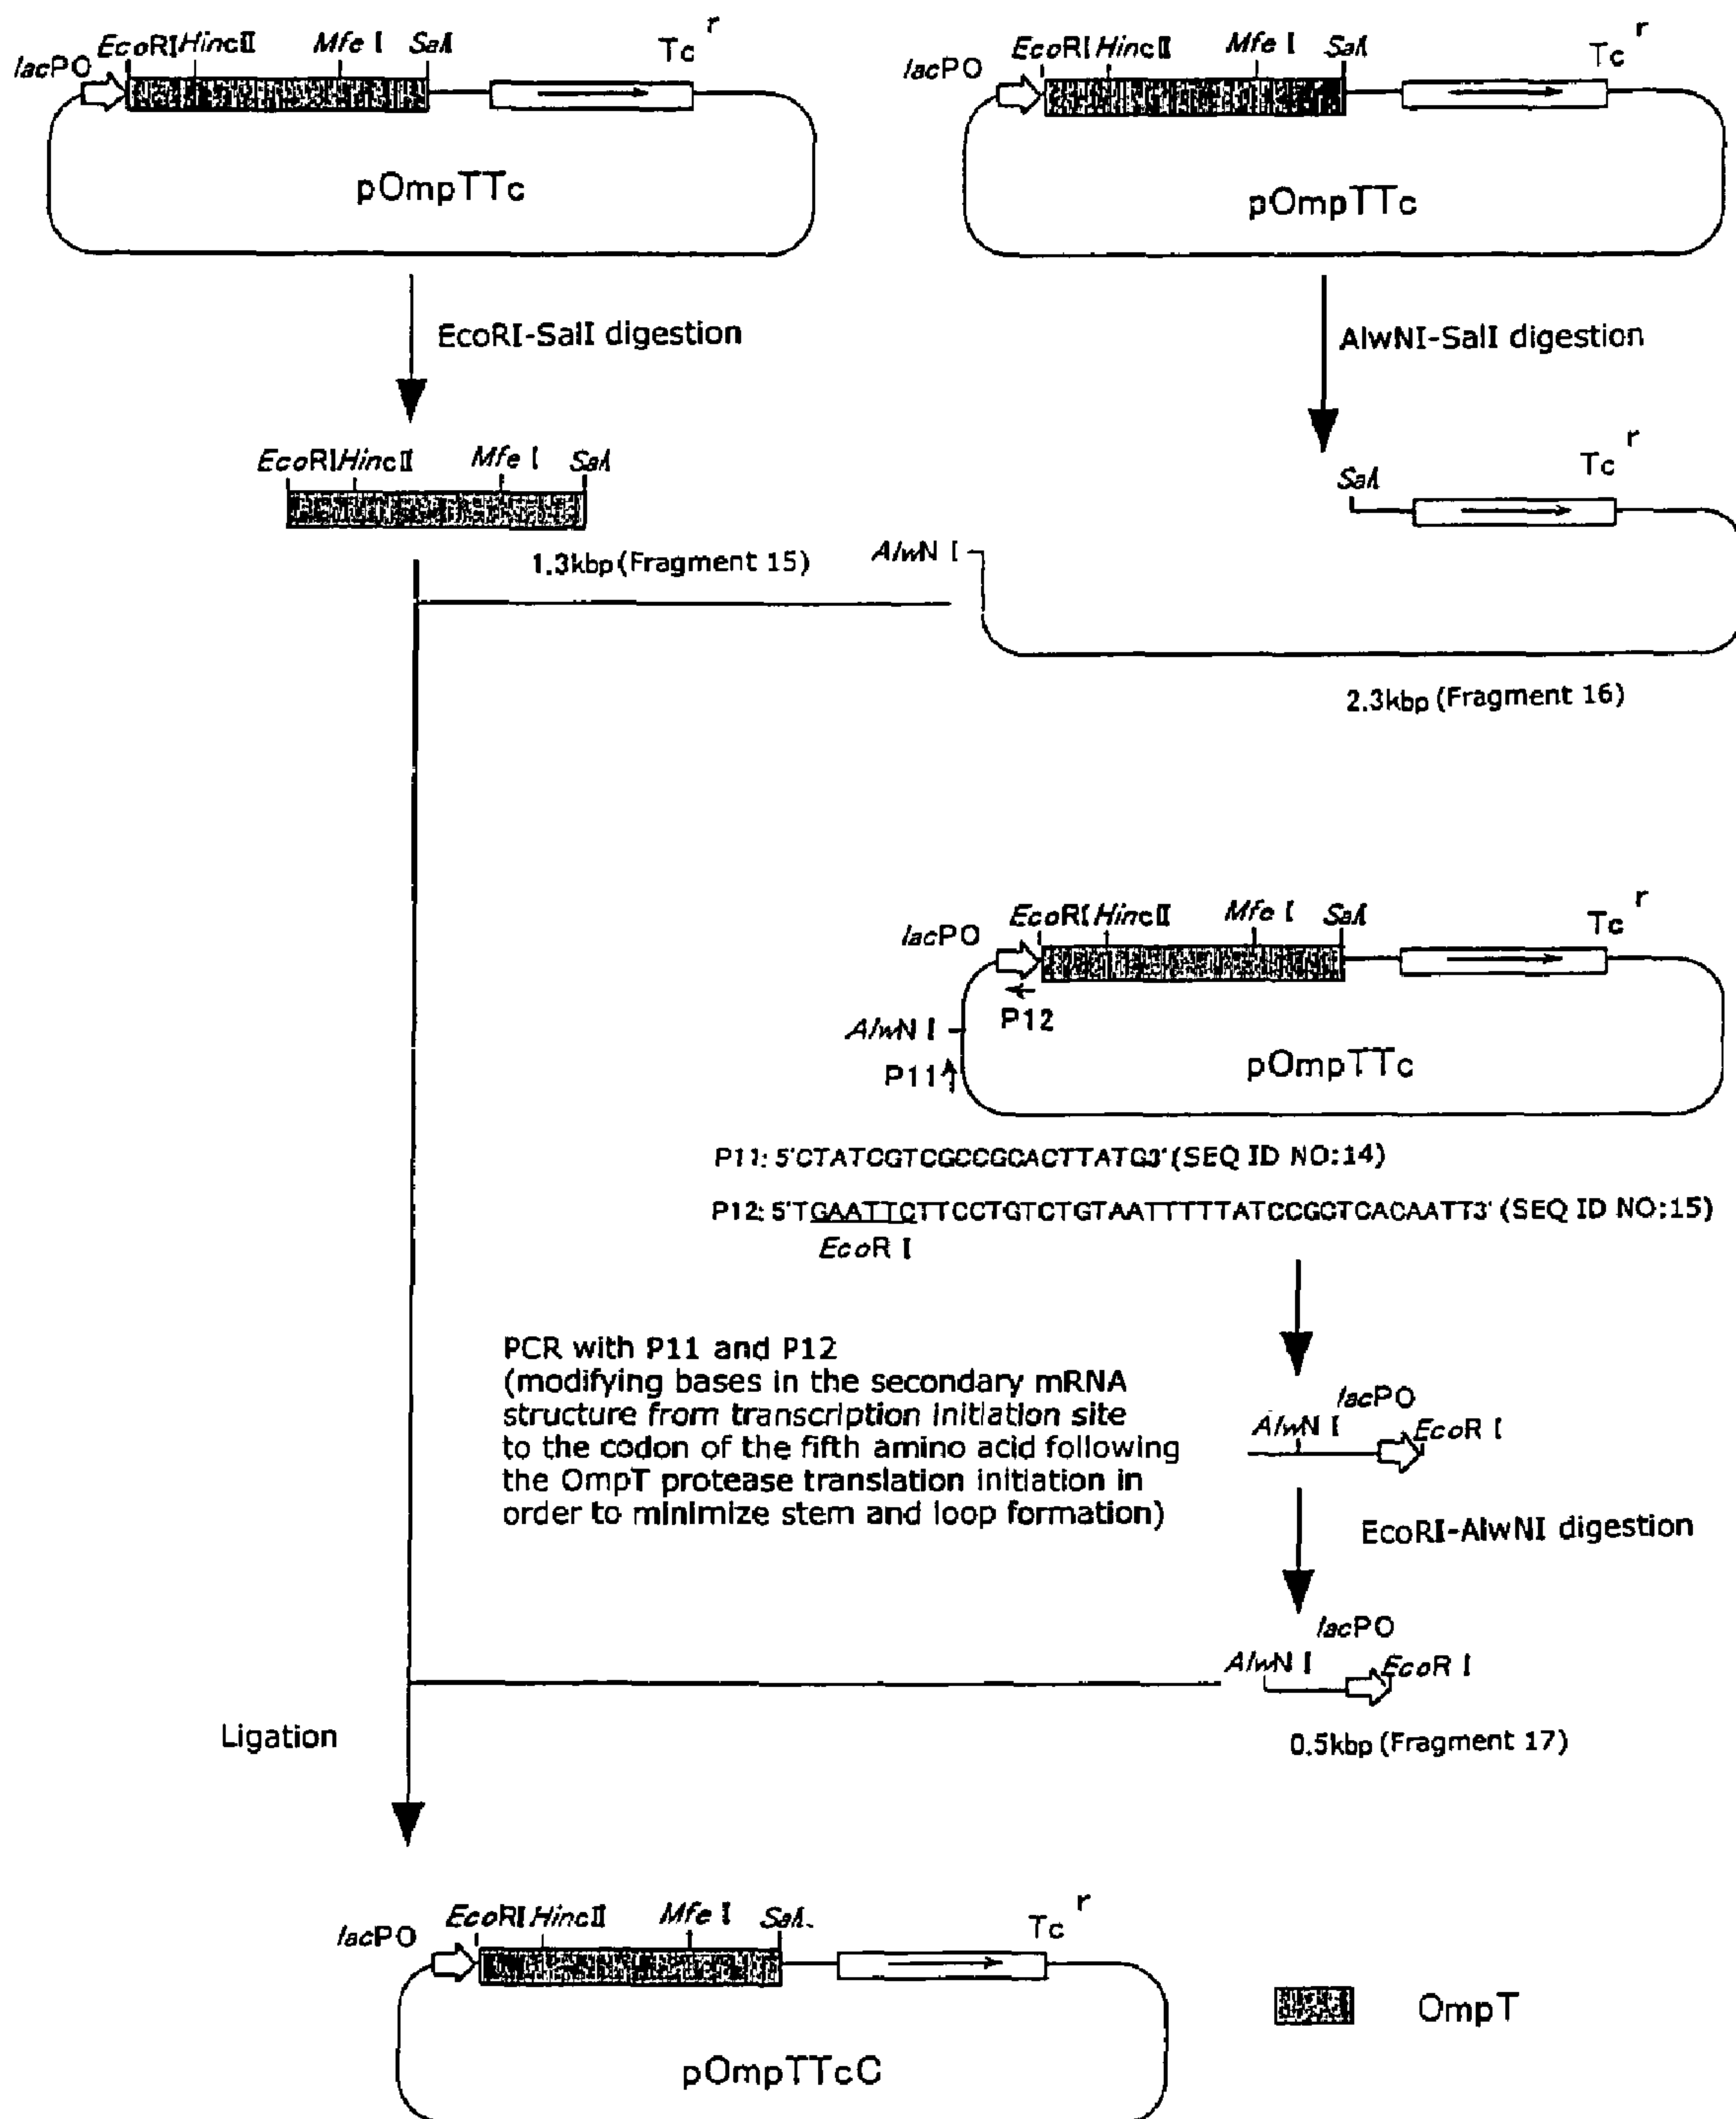 lacPO EcoRI HincII Mfe I SalI Tc r
pOmpTTc
lacPO EcoRI HincII Mfe I SalI Tc r
pOmpTTc
EcoRI-SalI digestion
AlwNI-SalI digestion
EcoRI HincII Mfe I SalI
1.3kbp (Fragment 15)
SalI Tc r
AlwN I
2.3kbp (Fragment 16)
lacPO EcoRI HincII Mfe I SalI Tc r
P12
AlwN I
P11
pOmpTTc
P11: 5'CTATCGTCGCCGCACTTATG3' (SEQ ID NO:14)
P12: 5'TGAATTCTTCCTGTCTGTAATTTTTATCCGCTCACAATT3' (SEQ ID NO:15)
EcoR I
PCR with P11 and P12
(modifying bases in the secondary mRNA
structure from transcription initiation site
to the codon of the fifth amino acid following
the OmpT protease translation initiation in
order to minimize stem and loop formation)
lacPO
AlwN I EcoR I
EcoRI-AlwNI digestion
lacPO
AlwN I EcoR I
0.5kbp (Fragment 17)
Ligation
lacPO EcoRI HincII Mfe I SalI Tc r
pOmpTTcC
OmpT